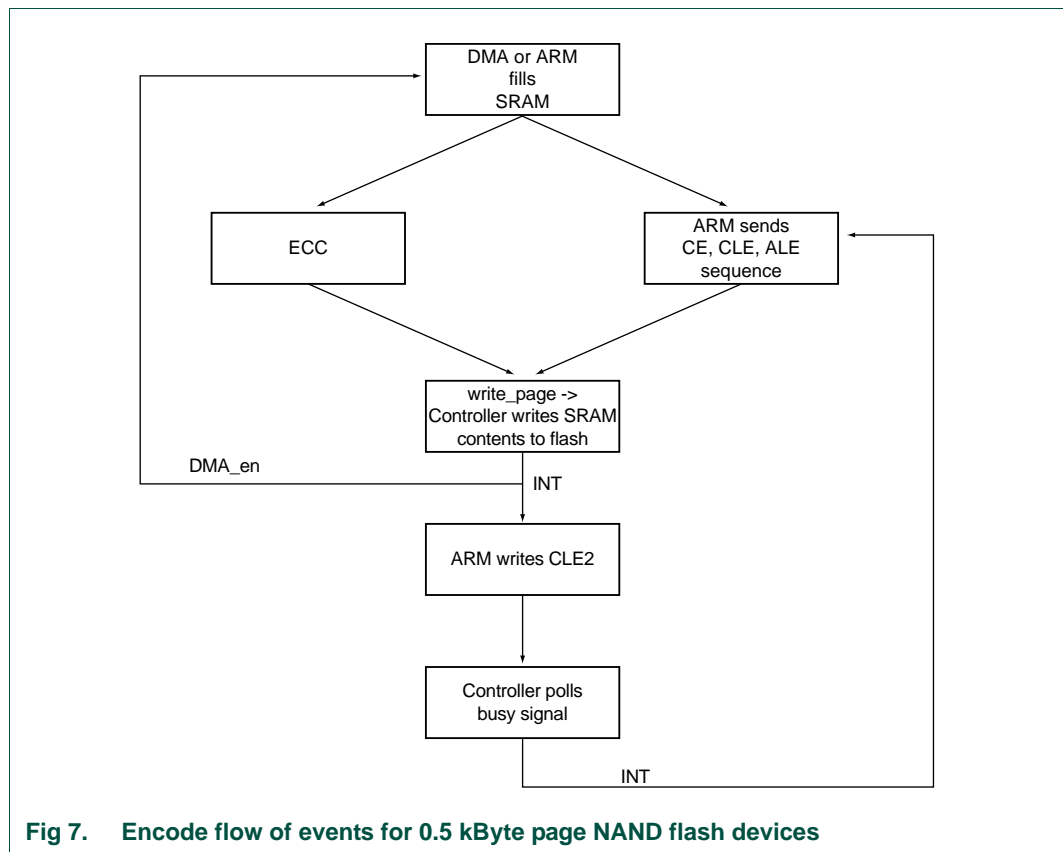 DMA or ARM
fills
SRAM
ECC
ARM sends
CE, CLE, ALE
sequence
write_page ->
Controller writes SRAM
contents to flash
DMA_en
INT
ARM writes CLE2
Controller polls
busy signal
INT
Fig 7. Encode flow of events for 0.5 kByte page NAND flash devices